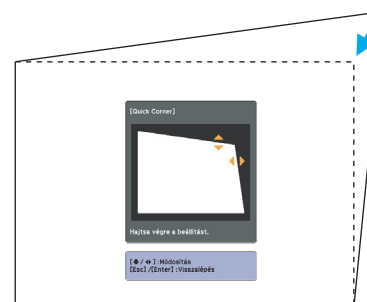 [Quick Corner]
Hajtsa végre a beállítást.
[ / ] :Módosítás
[Esc] /[Enter] :Visszalépés